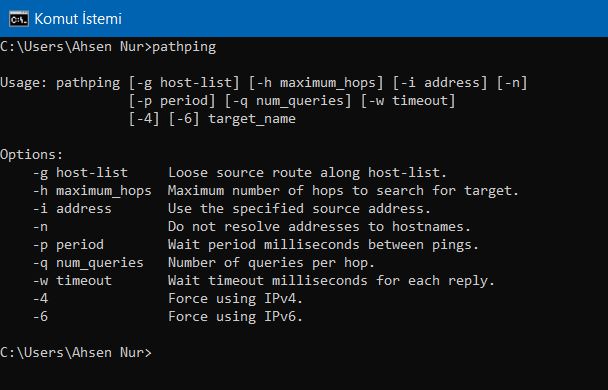 Komut İstemi
C:\Users\Ahsen Nur>pathping
Usage: pathping [-g host-list] [-h maximum_hops] [-i address] [-n]
                [-p period] [-q num_queries] [-w timeout]
                [-4] [-6] target_name
Options:
    -g host-list     Loose source route along host-list.
    -h maximum_hops  Maximum number of hops to search for target.
    -i address       Use the specified source address.
    -n               Do not resolve addresses to hostnames.
    -p period        Wait period milliseconds between pings.
    -q num_queries   Number of queries per hop.
    -w timeout       Wait timeout milliseconds for each reply.
    -4               Force using IPv4.
    -6               Force using IPv6.
C:\Users\Ahsen Nur>